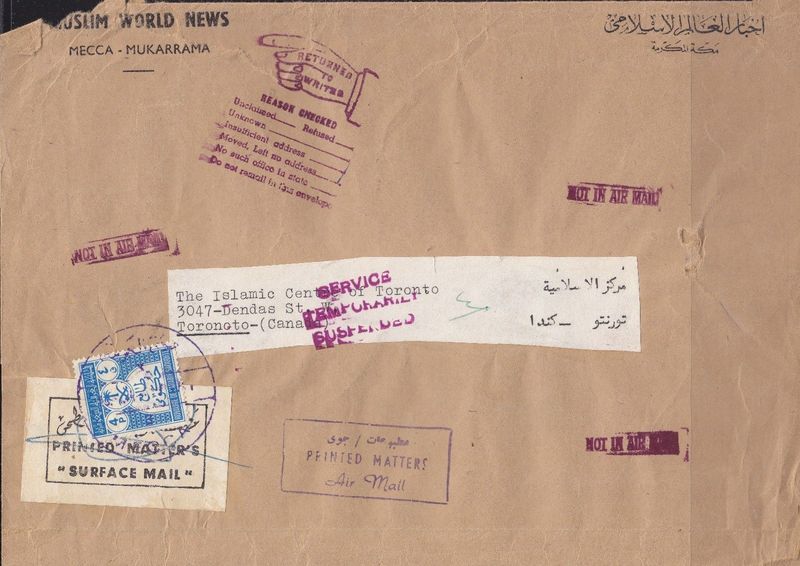 MUSLIM WORLD NEWS
MECCA - MUKARRAMA
اخبار العالم الاسلامي
مكة المكرمة
RETURNED
TO
WRITER
REASON CHECKED
Unclaimed Refused
Unknown
Insufficient address
Moved, Left no address
No such office in state
Do not remail in this envelope
NOT IN AIR MAIL
NOT IN AIR MAIL
The Islamic Centre of Toronto
3047-Dendas St.
Toronoto-(Canada)
SERVICE
TEMPORARILY
SUSPENDED
مركز الاسلامية
تورنتو – كندا
4 P
PRINTED MATTER'S
"SURFACE MAIL"
مطبوعات / جوى
PRINTED MATTERS
Air Mail
NOT IN AIR MAIL